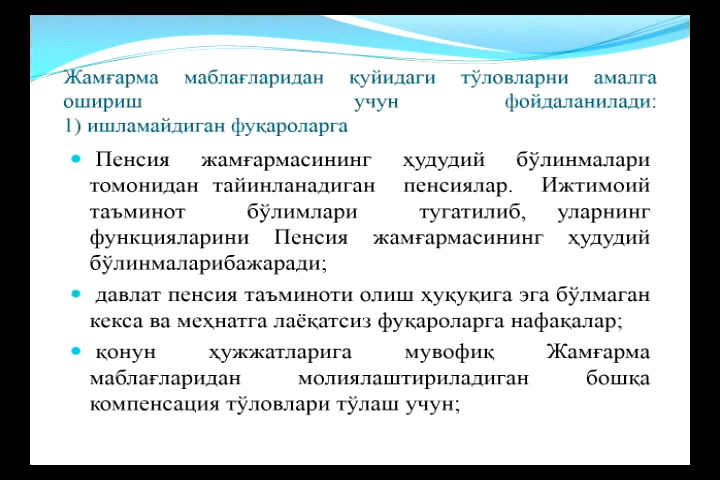 Жамғарма маблағларидан қуйидаги тўловларни амалга
ошириш учун фойдаланилади:
1) ишламайдиган фуқароларга
• Пенсия жамғармасининг ҳудудий бўлинмалари
томонидан тайинланадиган пенсиялар. Ижтимоий
таъминот бўлимлари тугатилиб, уларнинг
функцияларини Пенсия жамғармасининг ҳудудий
бўлинмаларибажаради;
• давлат пенсия таъминоти олиш ҳуқуқига эга бўлмаган
кекса ва меҳнатга лаёқатсиз фуқароларга нафақалар;
• қонун ҳужжатларига мувофиқ Жамғарма
маблағларидан молиялаштириладиган бошқа
компенсация тўловлари тўлаш учун;